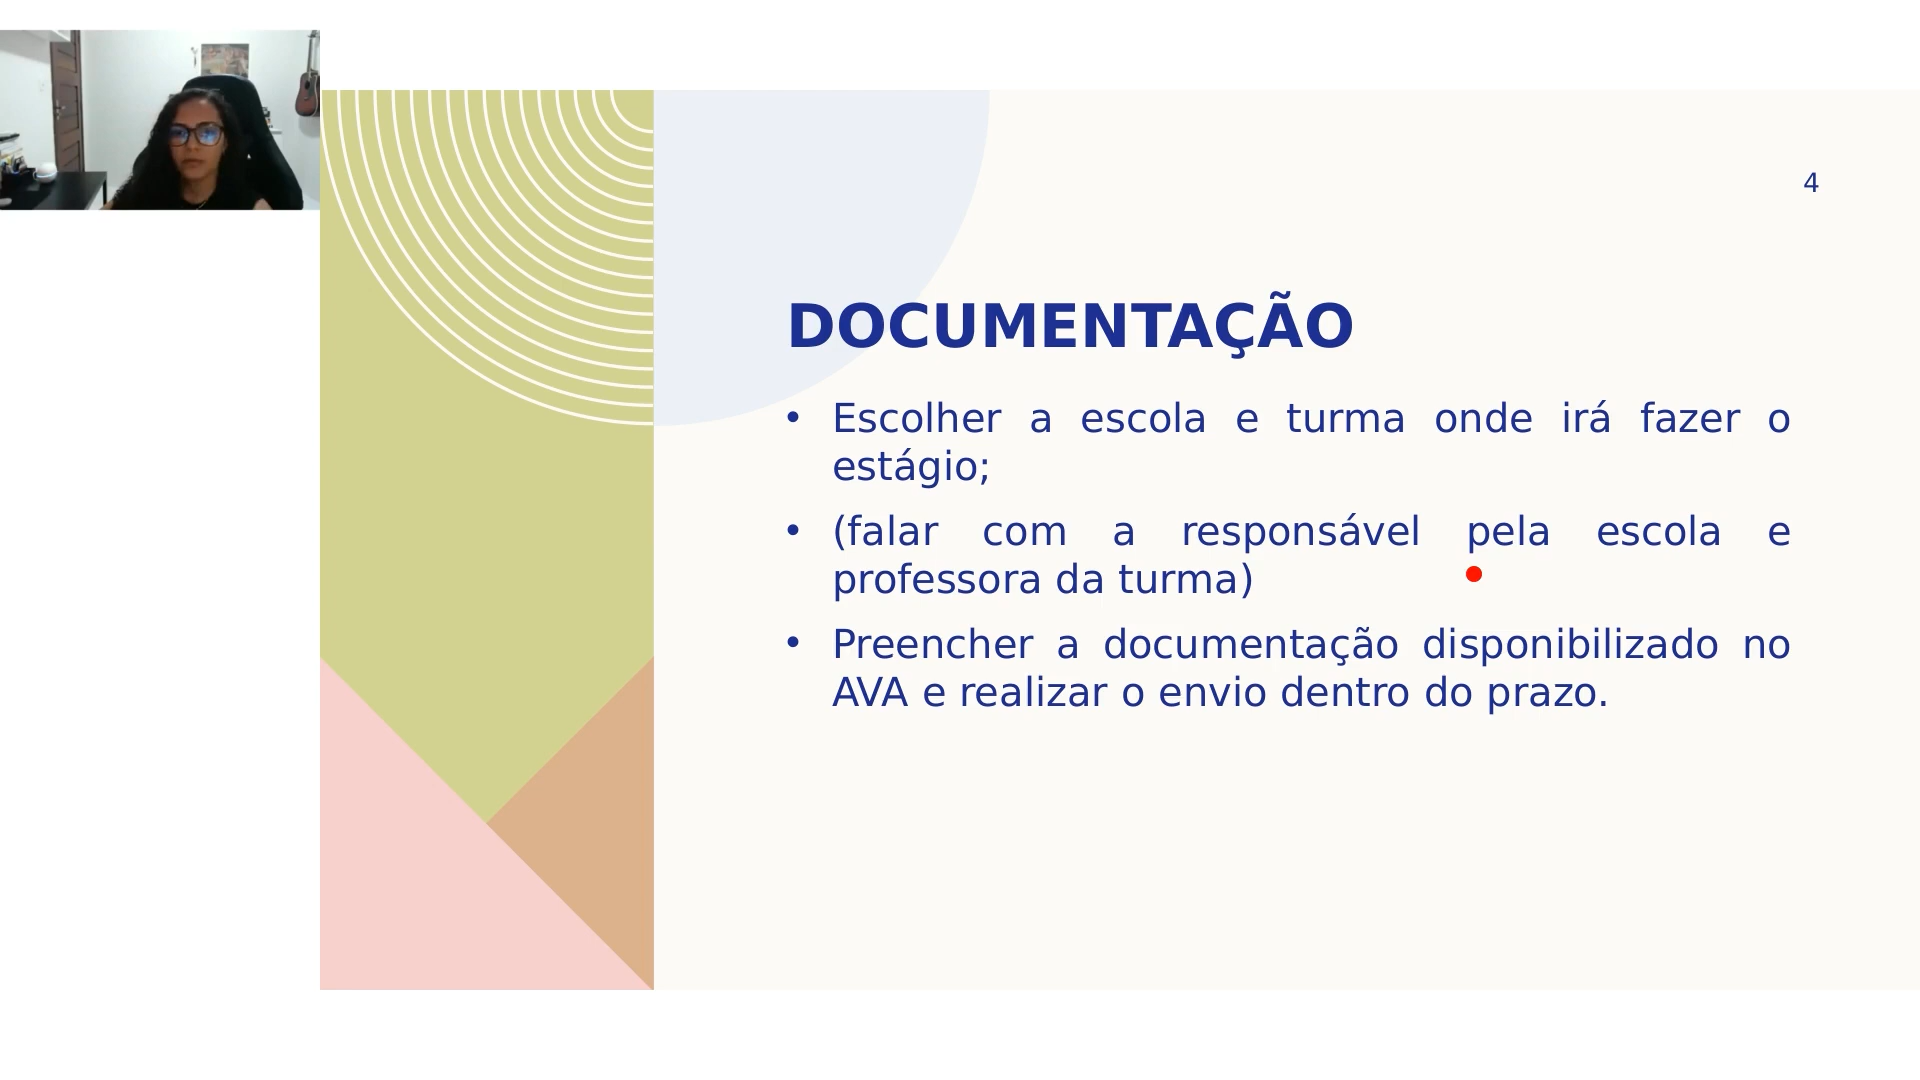 4
DOCUMENTAÇÃO
• Escolher a escola e turma onde irá fazer o
estágio;
• (falar com a responsável pela escola e
professora da turma)
• Preencher a documentação disponibilizado no
AVA e realizar o envio dentro do prazo.